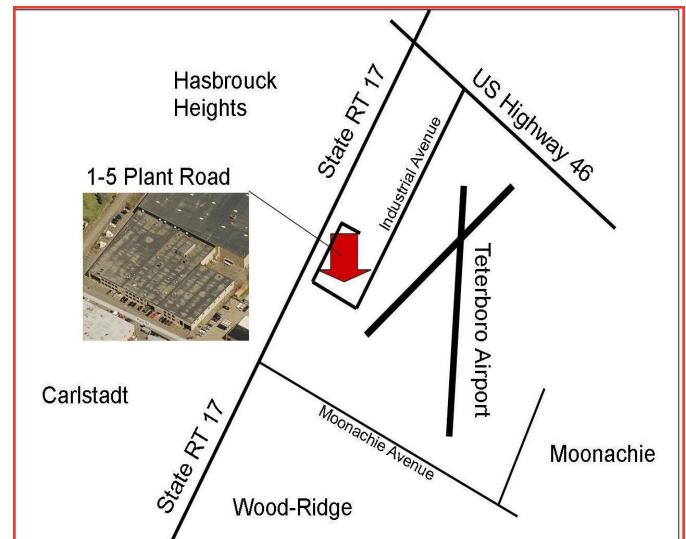 Hasbrouck
Heights
State RT 17
US Highway 46
Industrial Avenue
1-5 Plant Road
Teterboro Airport
Carlstadt
Moonachie Avenue
Moonachie
State RT 17
Wood-Ridge